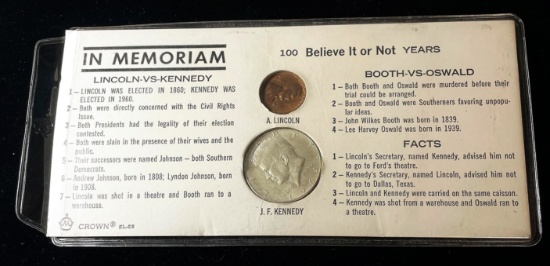 IN MEMORIAM
100 Believe It or Not YEARS
LINCOLN-VS-KENNEDY
1— LINCOLN WAS ELECTED IN 1860; KENNEDY WAS
ELECTED IN 1960.
2— Both were directly concerned with the Civil Rights
Issue.
3— Both Presidents had the legality of their election
contested.
4— Both were slain in the presence of their wives and the
public.
5— Their successors were named Johnson — both Southern
Democrats.
6— Andrew Johnson, born in 1808; Lyndon Johnson, born
in 1908.
7— Lincoln was shot in a theatre and Booth ran to a
warehouse.
CROWN® EL-69
A. LINCOLN
J. F. KENNEDY
BOOTH-VS-OSWALD
1 — Both Booth and Oswald were murdered before their
trial could be arranged.
2 — Booth and Oswald were Southerners favoring unpopu-
lar ideas.
3 — John Wilkes Booth was born in 1839.
4 — Lee Harvey Oswald was born in 1939.
FACTS
1 — Lincoln's Secretary, named Kennedy, advised him not
to go to Ford's theatre.
2 — Kennedy's Secretary, named Lincoln, advised him not
to go to Dallas, Texas.
3 — Lincoln and Kennedy were carried on the same caisson.
4 — Kennedy was shot from a warehouse and Oswald ran to
a theatre.